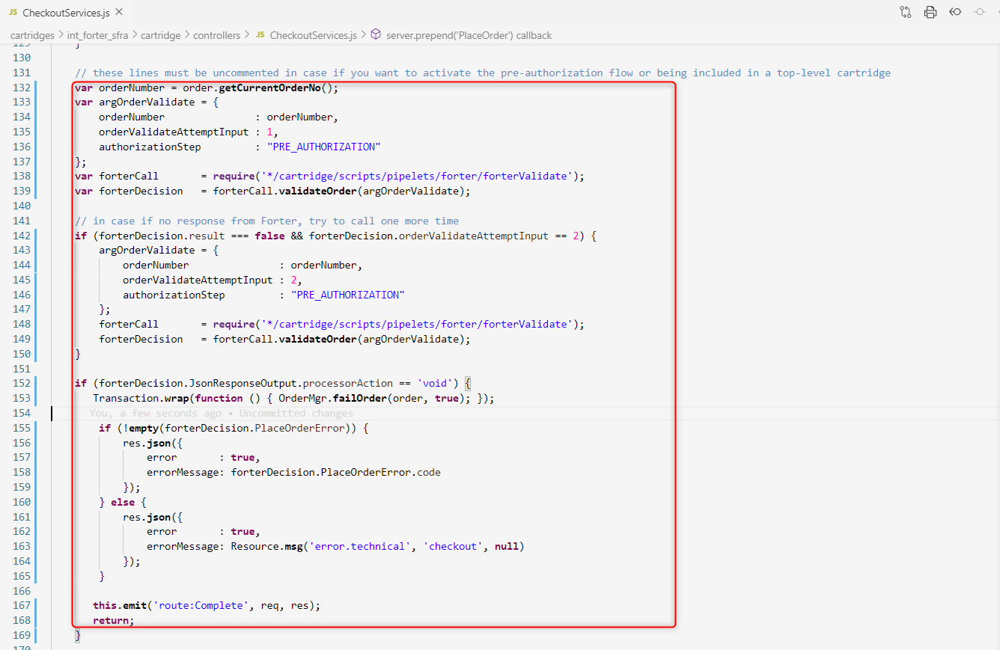 JS CheckoutServices.js ×
cartridges > int_forter_sfra > cartridge > controllers > JS CheckoutServices.js > server.prepend('PlaceOrder') callback
129 }
130
131 // these lines must be uncommented in case if you want to activate the pre-authorization flow or being included in a top-level cartridge
132 var orderNumber = order.getCurrentOrderNo();
133 var argOrderValidate = {
134 orderNumber : orderNumber,
135 orderValidateAttemptInput : 1,
136 authorizationStep : "PRE_AUTHORIZATION"
137 };
138 var forterCall = require('*/cartridge/scripts/pipelets/forter/forterValidate');
139 var forterDecision = forterCall.validateOrder(argOrderValidate);
140
141 // in case if no response from Forter, try to call one more time
142 if (forterDecision.result === false && forterDecision.orderValidateAttemptInput == 2) {
143 argOrderValidate = {
144 orderNumber : orderNumber,
145 orderValidateAttemptInput : 2,
146 authorizationStep : "PRE_AUTHORIZATION"
147 };
148 forterCall = require('*/cartridge/scripts/pipelets/forter/forterValidate');
149 forterDecision = forterCall.validateOrder(argOrderValidate);
150 }
151
152 if (forterDecision.JsonResponseOutput.processorAction == 'void') {
153 Transaction.wrap(function () { OrderMgr.failOrder(order, true); });
154 You, a few seconds ago • Uncommitted changes
155 if (!empty(forterDecision.PlaceOrderError)) {
156 res.json({
157 error : true,
158 errorMessage: forterDecision.PlaceOrderError.code
159 });
160 } else {
161 res.json({
162 error : true,
163 errorMessage: Resource.msg('error.technical', 'checkout', null)
164 });
165 }
166
167 this.emit('route:Complete', req, res);
168 return;
169 }
170